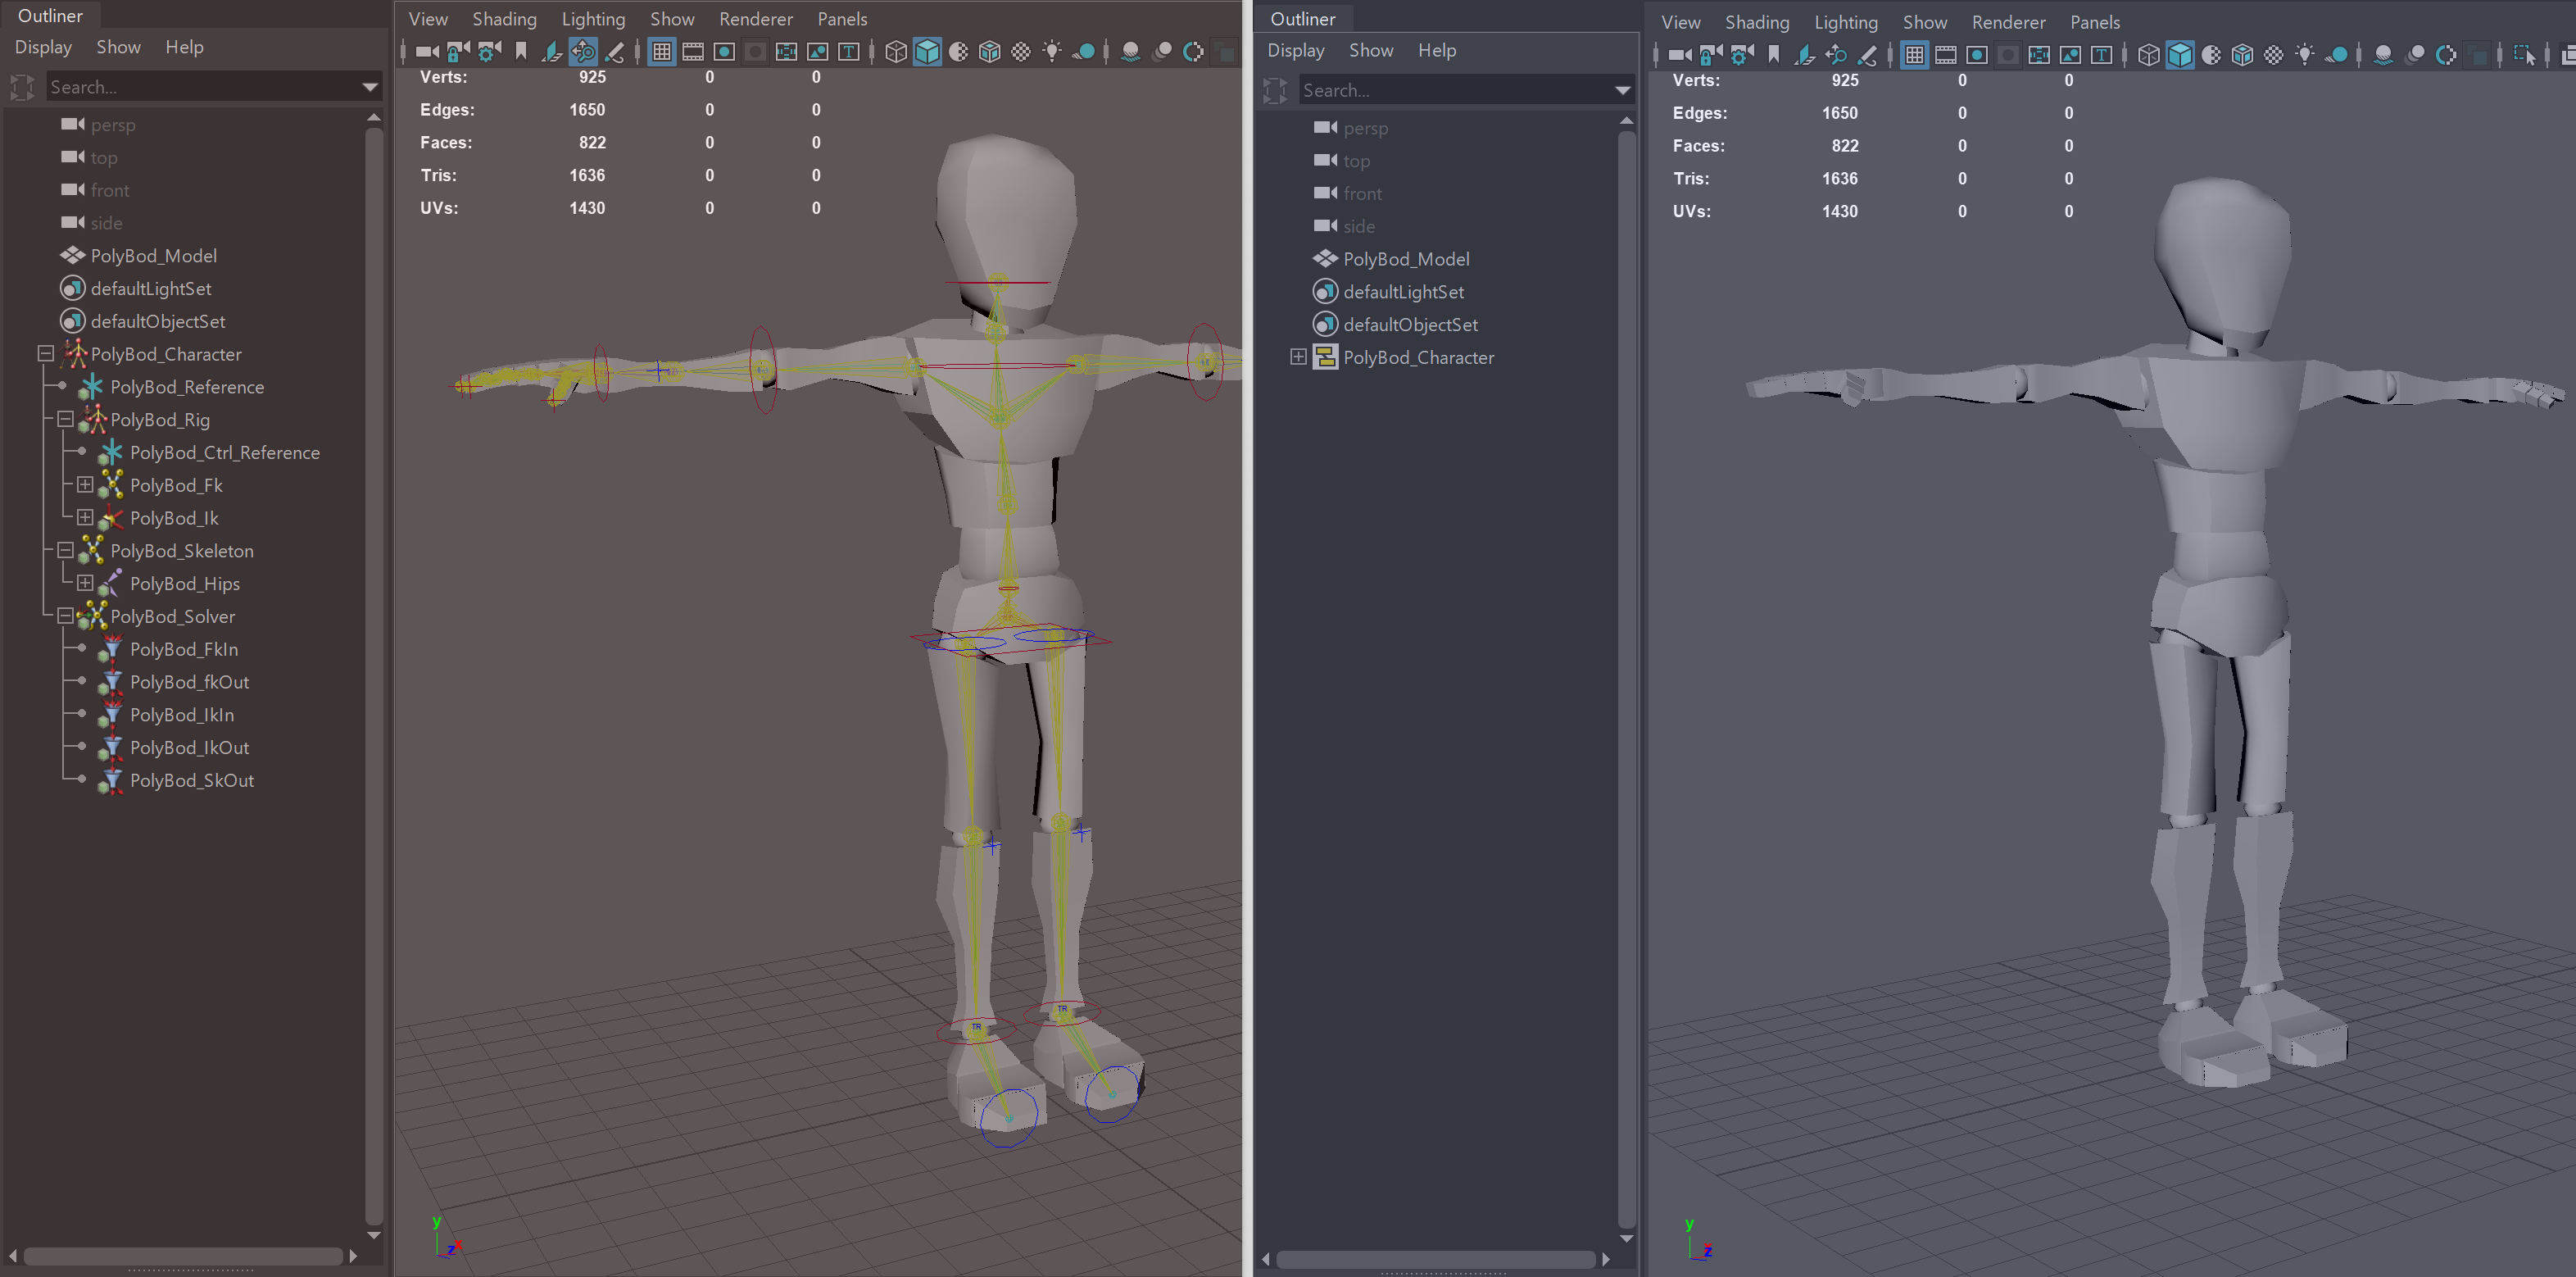 Outliner
Display Show Help
Search...
persp
top
front
side
PolyBod_Model
defaultLightSet
defaultObjectSet
PolyBod_Character
PolyBod_Reference
PolyBod_Rig
PolyBod_Ctrl_Reference
PolyBod_Fk
PolyBod_Ik
PolyBod_Skeleton
PolyBod_Hips
PolyBod_Solver
PolyBod_FkIn
PolyBod_fkOut
PolyBod_IkIn
PolyBod_IkOut
PolyBod_SkOut
View Shading Lighting Show Renderer Panels
Verts: 925 0 0
Edges: 1650 0 0
Faces: 822 0 0
Tris: 1636 0 0
UVs: 1430 0 0
TR
TR
y
z x
Outliner
Display Show Help
Search...
persp
top
front
side
PolyBod_Model
defaultLightSet
defaultObjectSet
PolyBod_Character
View Shading Lighting Show Renderer Panels
Verts: 925 0 0
Edges: 1650 0 0
Faces: 822 0 0
Tris: 1636 0 0
UVs: 1430 0 0
y
z